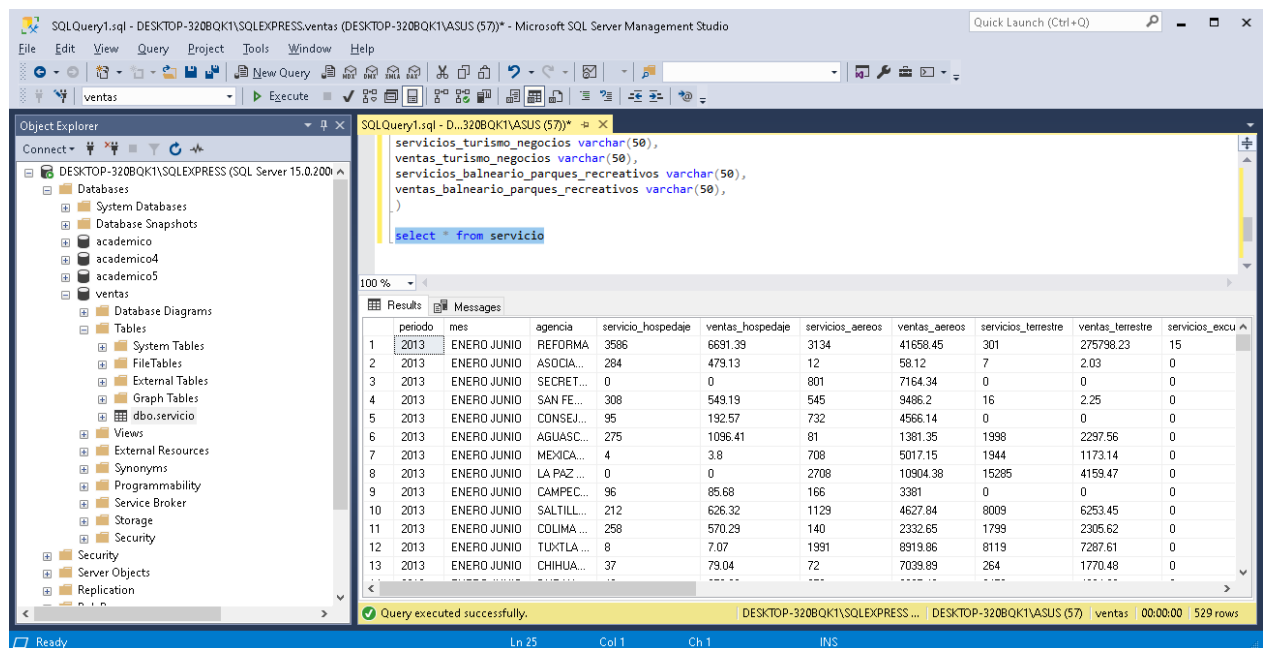 SQLQuery1.sql - DESKTOP-320BQK1\SQLEXPRESS.ventas (DESKTOP-320BQK1\ASUS (57))* - Microsoft SQL Server Management Studio
Quick Launch (Ctrl+Q)
File Edit View Query Project Tools Window Help
New Query MDX DMX XMLA DAX
ventas Execute
Object Explorer
Connect
DESKTOP-320BQK1\SQLEXPRESS (SQL Server 15.0.200
Databases
System Databases
Database Snapshots
academico
academico4
academico5
ventas
Database Diagrams
Tables
System Tables
FileTables
External Tables
Graph Tables
dbo.servicio
Views
External Resources
Synonyms
Programmability
Service Broker
Storage
Security
Security
Server Objects
Replication
SQLQuery1.sql - D...320BQK1\ASUS (57))*
servicios_turismo_negocios varchar(50),
ventas_turismo_negocios varchar(50),
servicios_balneario_parques_recreativos varchar(50),
ventas_balneario_parques_recreativos varchar(50),
)
select * from servicio
100 %
Results Messages
periodo mes agencia servicio_hospedaje ventas_hospedaje servicios_aereos ventas_aereos servicios_terrestre ventas_terrestre servicios_excu
1 2013 ENERO JUNIO REFORMA 3586 6691.39 3134 41658.45 301 275798.23 15
2 2013 ENERO JUNIO ASOCIA... 284 479.13 12 58.12 7 2.03 0
3 2013 ENERO JUNIO SECRET... 0 0 801 7164.34 0 0 0
4 2013 ENERO JUNIO SAN FE... 308 549.19 545 9486.2 16 2.25 0
5 2013 ENERO JUNIO CONSEJ... 95 192.57 732 4566.14 0 0 0
6 2013 ENERO JUNIO AGUASC... 275 1096.41 81 1381.35 1998 2297.56 0
7 2013 ENERO JUNIO MEXICA... 4 3.8 708 5017.15 1944 1173.14 0
8 2013 ENERO JUNIO LA PAZ ... 0 0 2708 10904.38 15285 4159.47 0
9 2013 ENERO JUNIO CAMPEC... 96 85.68 166 3381 0 0 0
10 2013 ENERO JUNIO SALTILL... 212 626.32 1129 4627.84 8009 6253.45 0
11 2013 ENERO JUNIO COLIMA ... 258 570.29 140 2332.65 1799 2305.62 0
12 2013 ENERO JUNIO TUXTLA ... 8 7.07 1991 8919.86 8119 7287.61 0
13 2013 ENERO JUNIO CHIHUA... 37 79.04 72 7039.89 264 1770.48 0
Query executed successfully. DESKTOP-320BQK1\SQLEXPRESS ... DESKTOP-320BQK1\ASUS (57) ventas 00:00:00 529 rows
Ready Ln 25 Col 1 Ch 1 INS